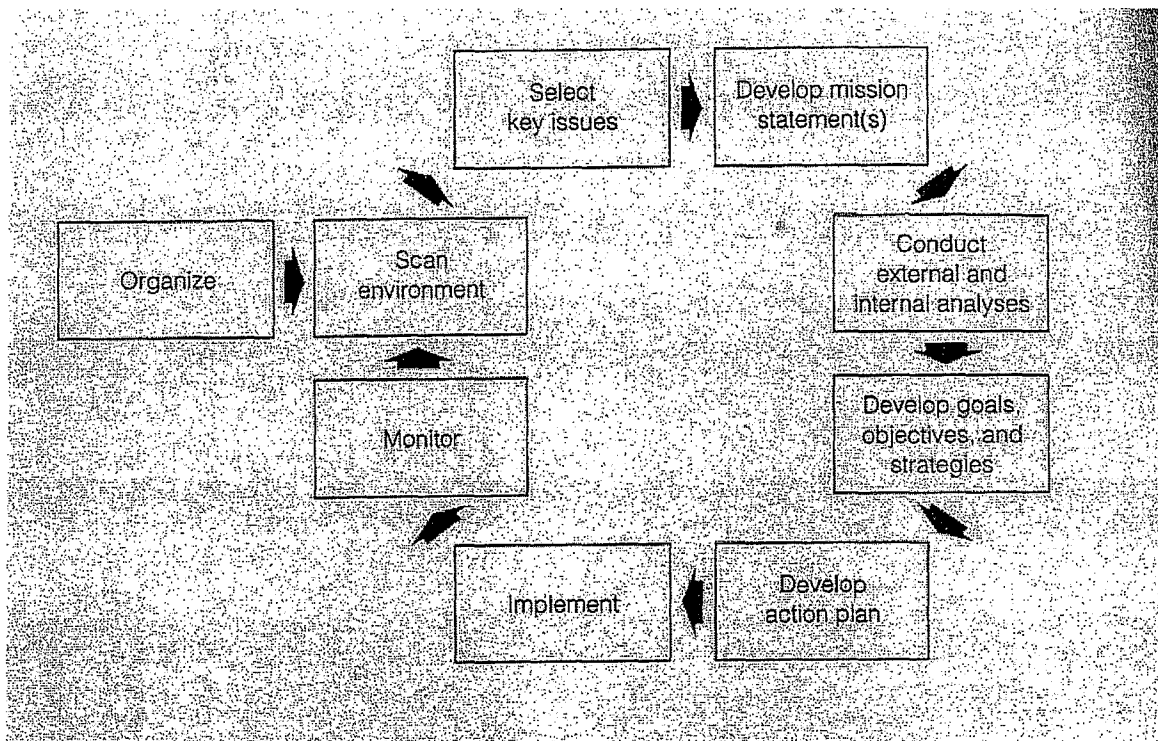 Select
key issues
Develop mission
statement(s)
Organize
Scan
environment
Conduct
external and
internal analyses
Monitor
Develop goals,
objectives, and
strategies
Implement
Develop
action plan